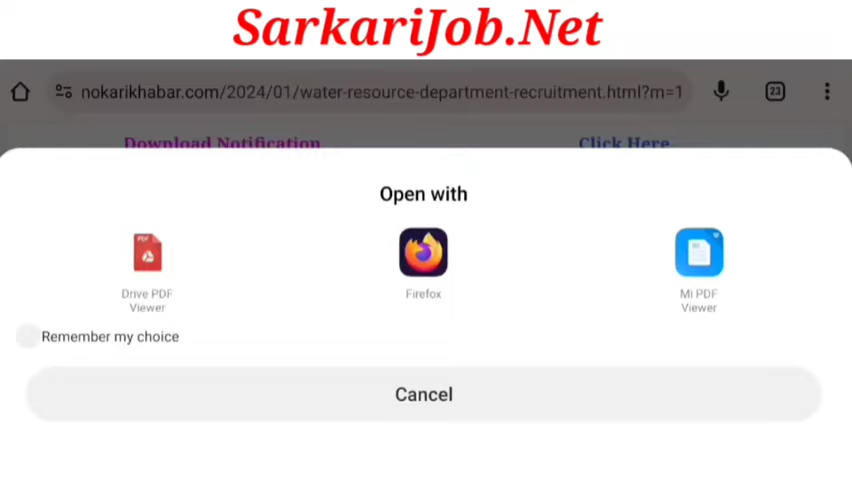 SarkariJob.Net
nokarikhabar.com/2024/01/water-resource-department-recruitment.html?m=1
23
Download Notification
Click Here
Open with
PDF
Drive PDF
Viewer
Firefox
Mi PDF
Viewer
Remember my choice
Cancel